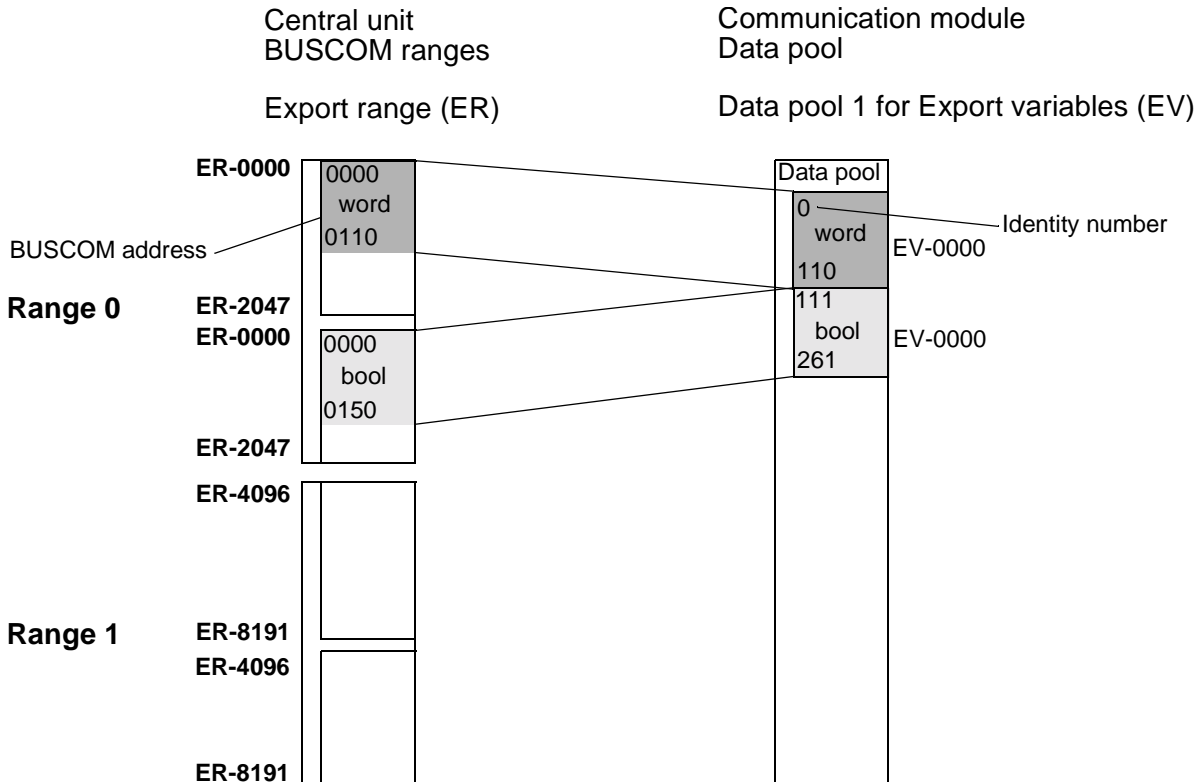 Central unit
BUSCOM ranges
Export range (ER)
Communication module
Data pool
Data pool 1 for Export variables (EV)
ER-0000
0000
word
0110
BUSCOM address
Range 0
ER-2047
ER-0000
0000
bool
0150
ER-2047
ER-4096
Range 1
ER-8191
ER-4096
ER-8191
Data pool
0
word
110
Identity number
EV-0000
111
bool
261
EV-0000